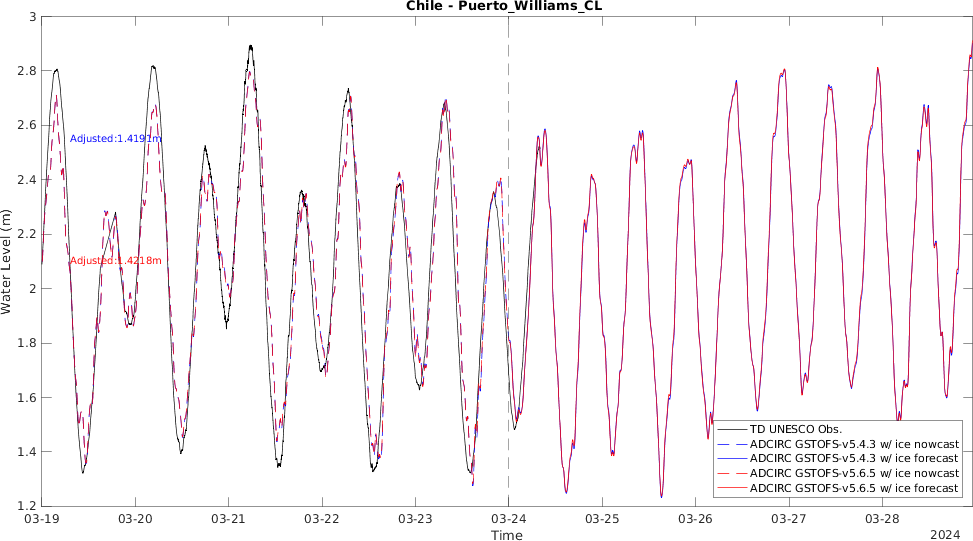 Chile - Puerto_Williams_CL
3
2.8
2.6
2.4
2.2
2
1.8
1.6
1.4
1.2
Water Level (m)
Adjusted:1.4191m
Adjusted:1.4218m
TD UNESCO Obs.
ADCIRC GSTOFS-v5.4.3 w/ ice nowcast
ADCIRC GSTOFS-v5.4.3 w/ ice forecast
ADCIRC GSTOFS-v5.6.5 w/ ice nowcast
ADCIRC GSTOFS-v5.6.5 w/ ice forecast
03-19 03-20 03-21 03-22 03-23 03-24 03-25 03-26 03-27 03-28
Time
2024